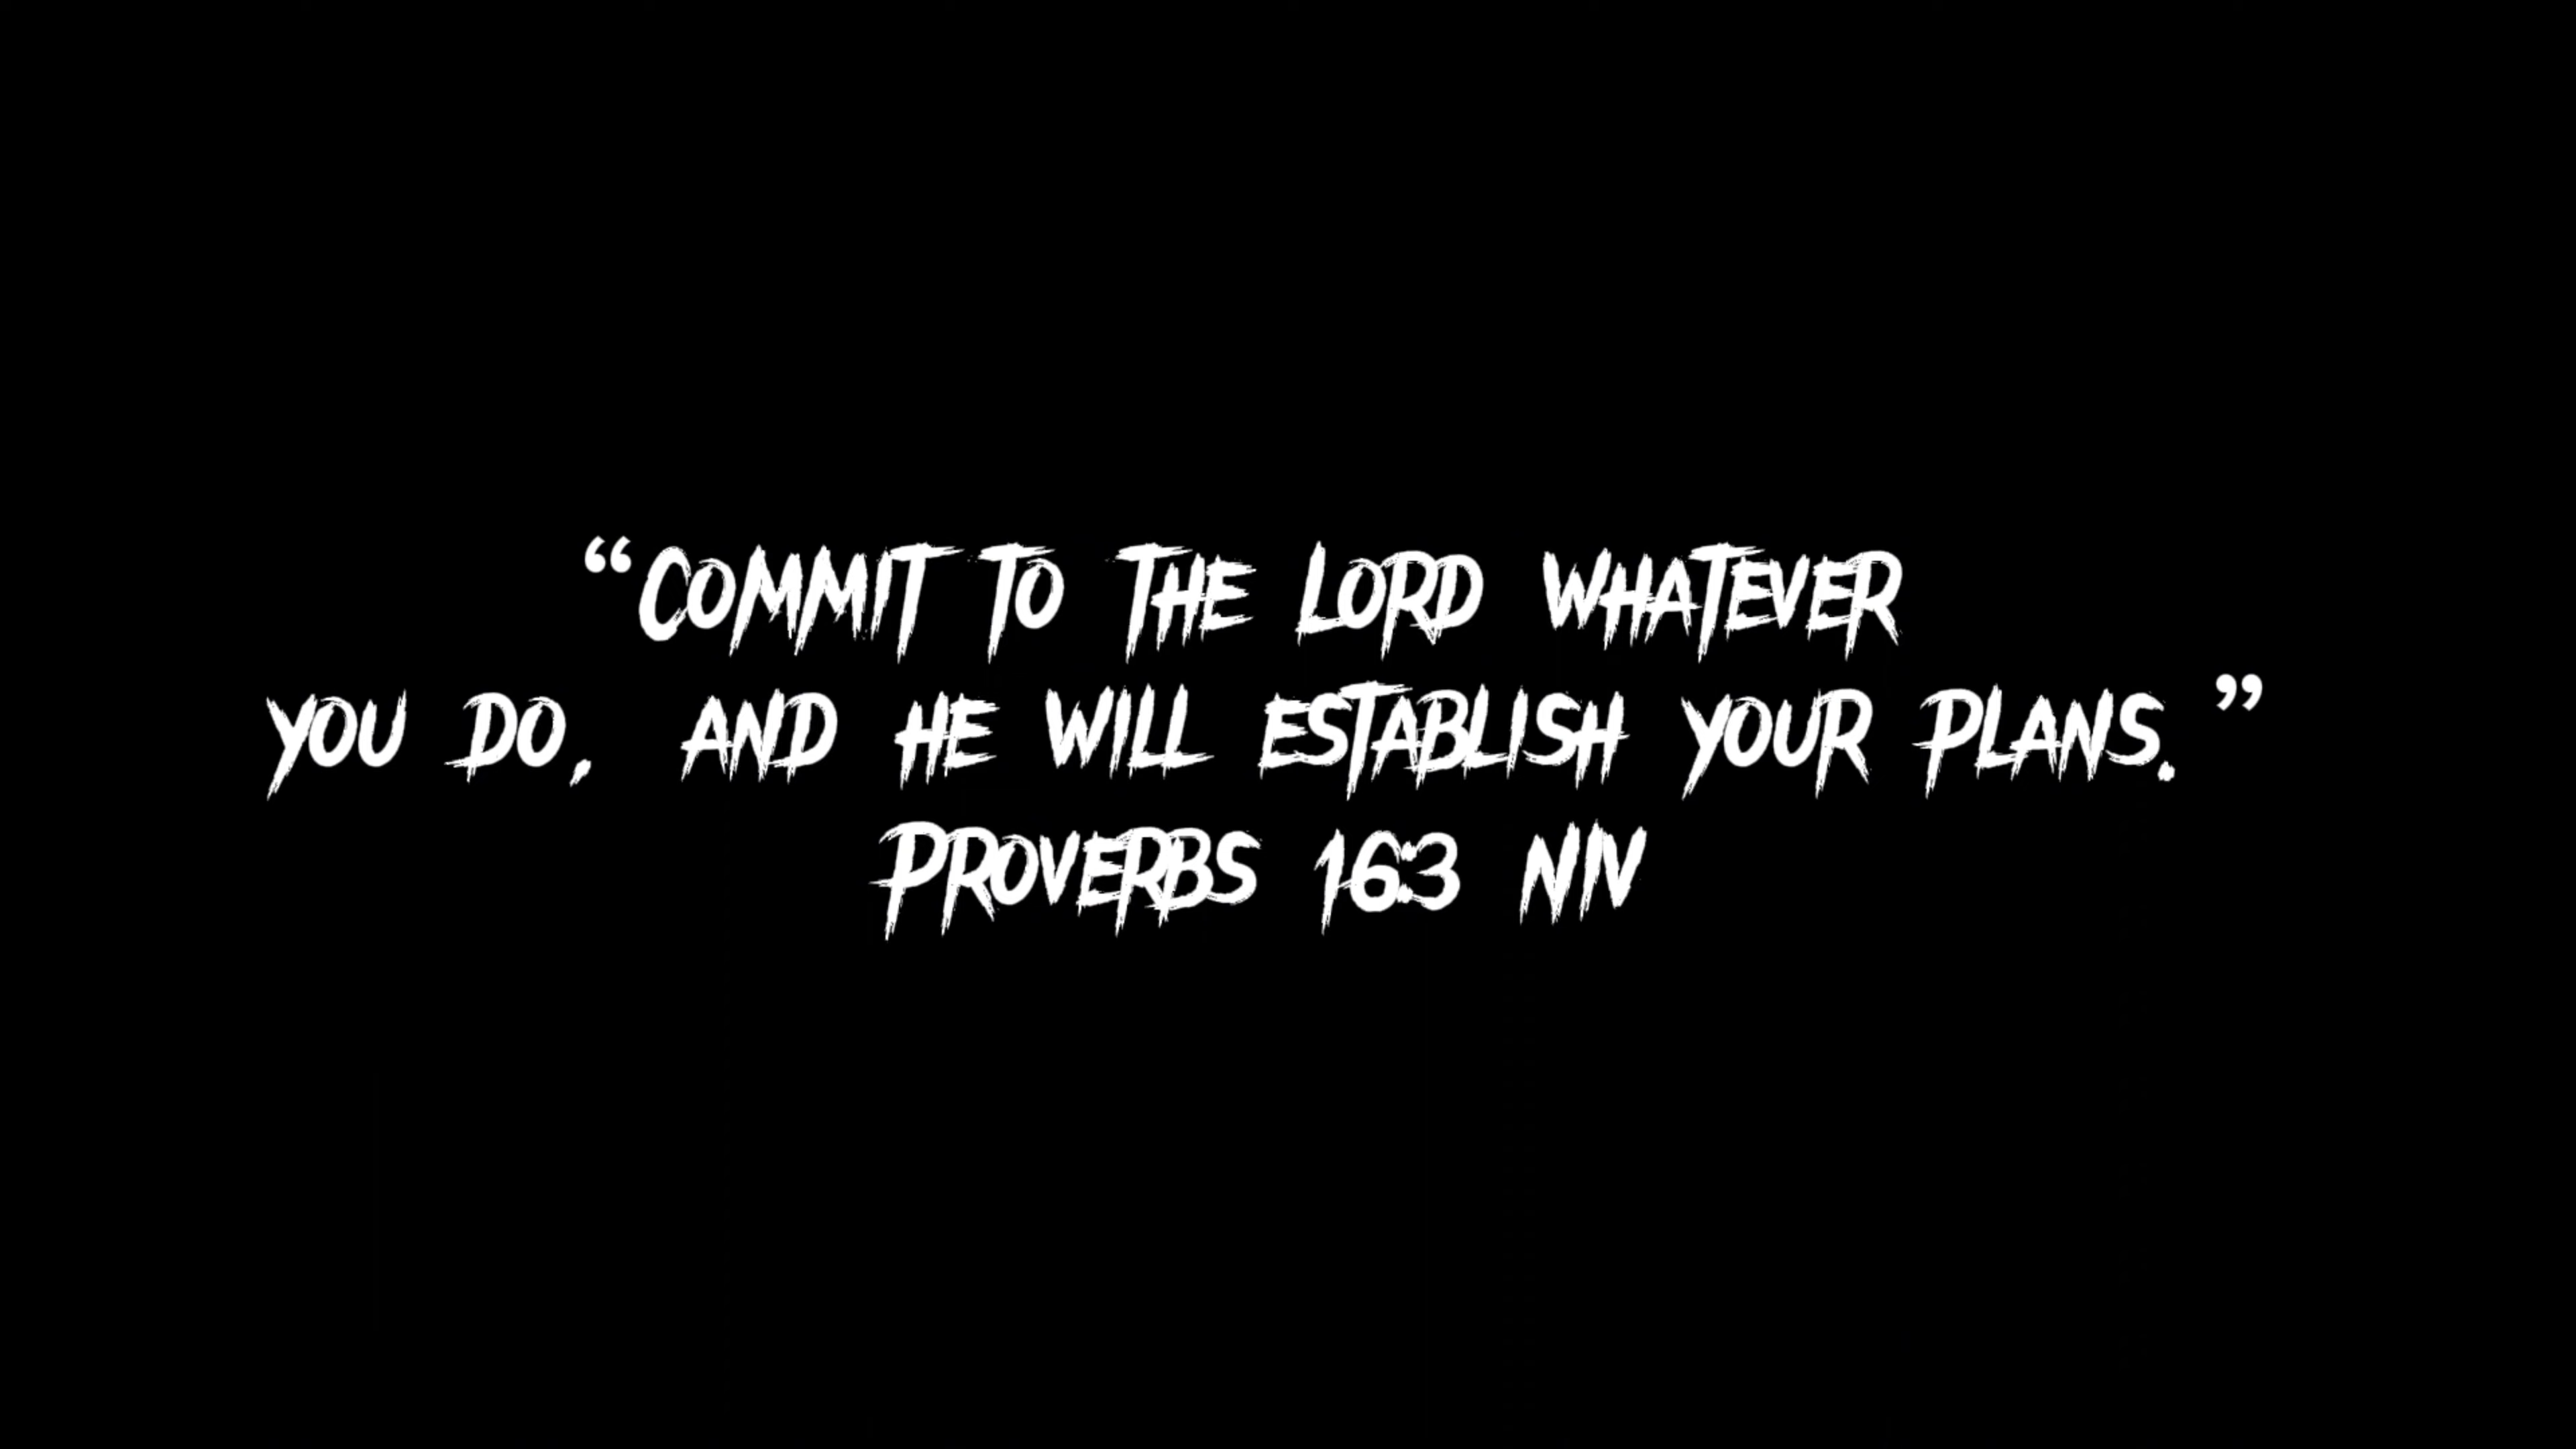 “Commit to the Lord whatever
you do, and he will establish your plans.”
Proverbs 16:3 NIV